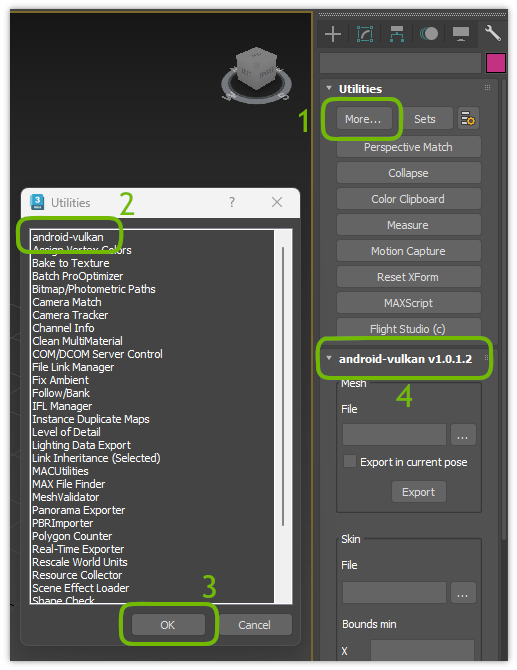 Utilities
1
More...
Sets
Perspective Match
Collapse
Color Clipboard
Measure
Motion Capture
Reset XForm
MAXScript
Flight Studio (c)
android-vulkan v1.0.1.2
4
Mesh
File
...
Export in current pose
Export
Skin
File
...
Bounds min
X
3
Utilities
2
?
android-vulkan
Assign Vertex Colors
Bake to Texture
Batch ProOptimizer
Bitmap/Photometric Paths
Camera Match
Camera Tracker
Channel Info
Clean MultiMaterial
COM/DCOM Server Control
File Link Manager
Fix Ambient
Follow/Bank
IFL Manager
Instance Duplicate Maps
Level of Detail
Lighting Data Export
Link Inheritance (Selected)
MACUtilities
MAX File Finder
MeshValidator
Panorama Exporter
PBRImporter
Polygon Counter
Real-Time Exporter
Rescale World Units
Resource Collector
Scene Effect Loader
Shape Check
3
OK
Cancel